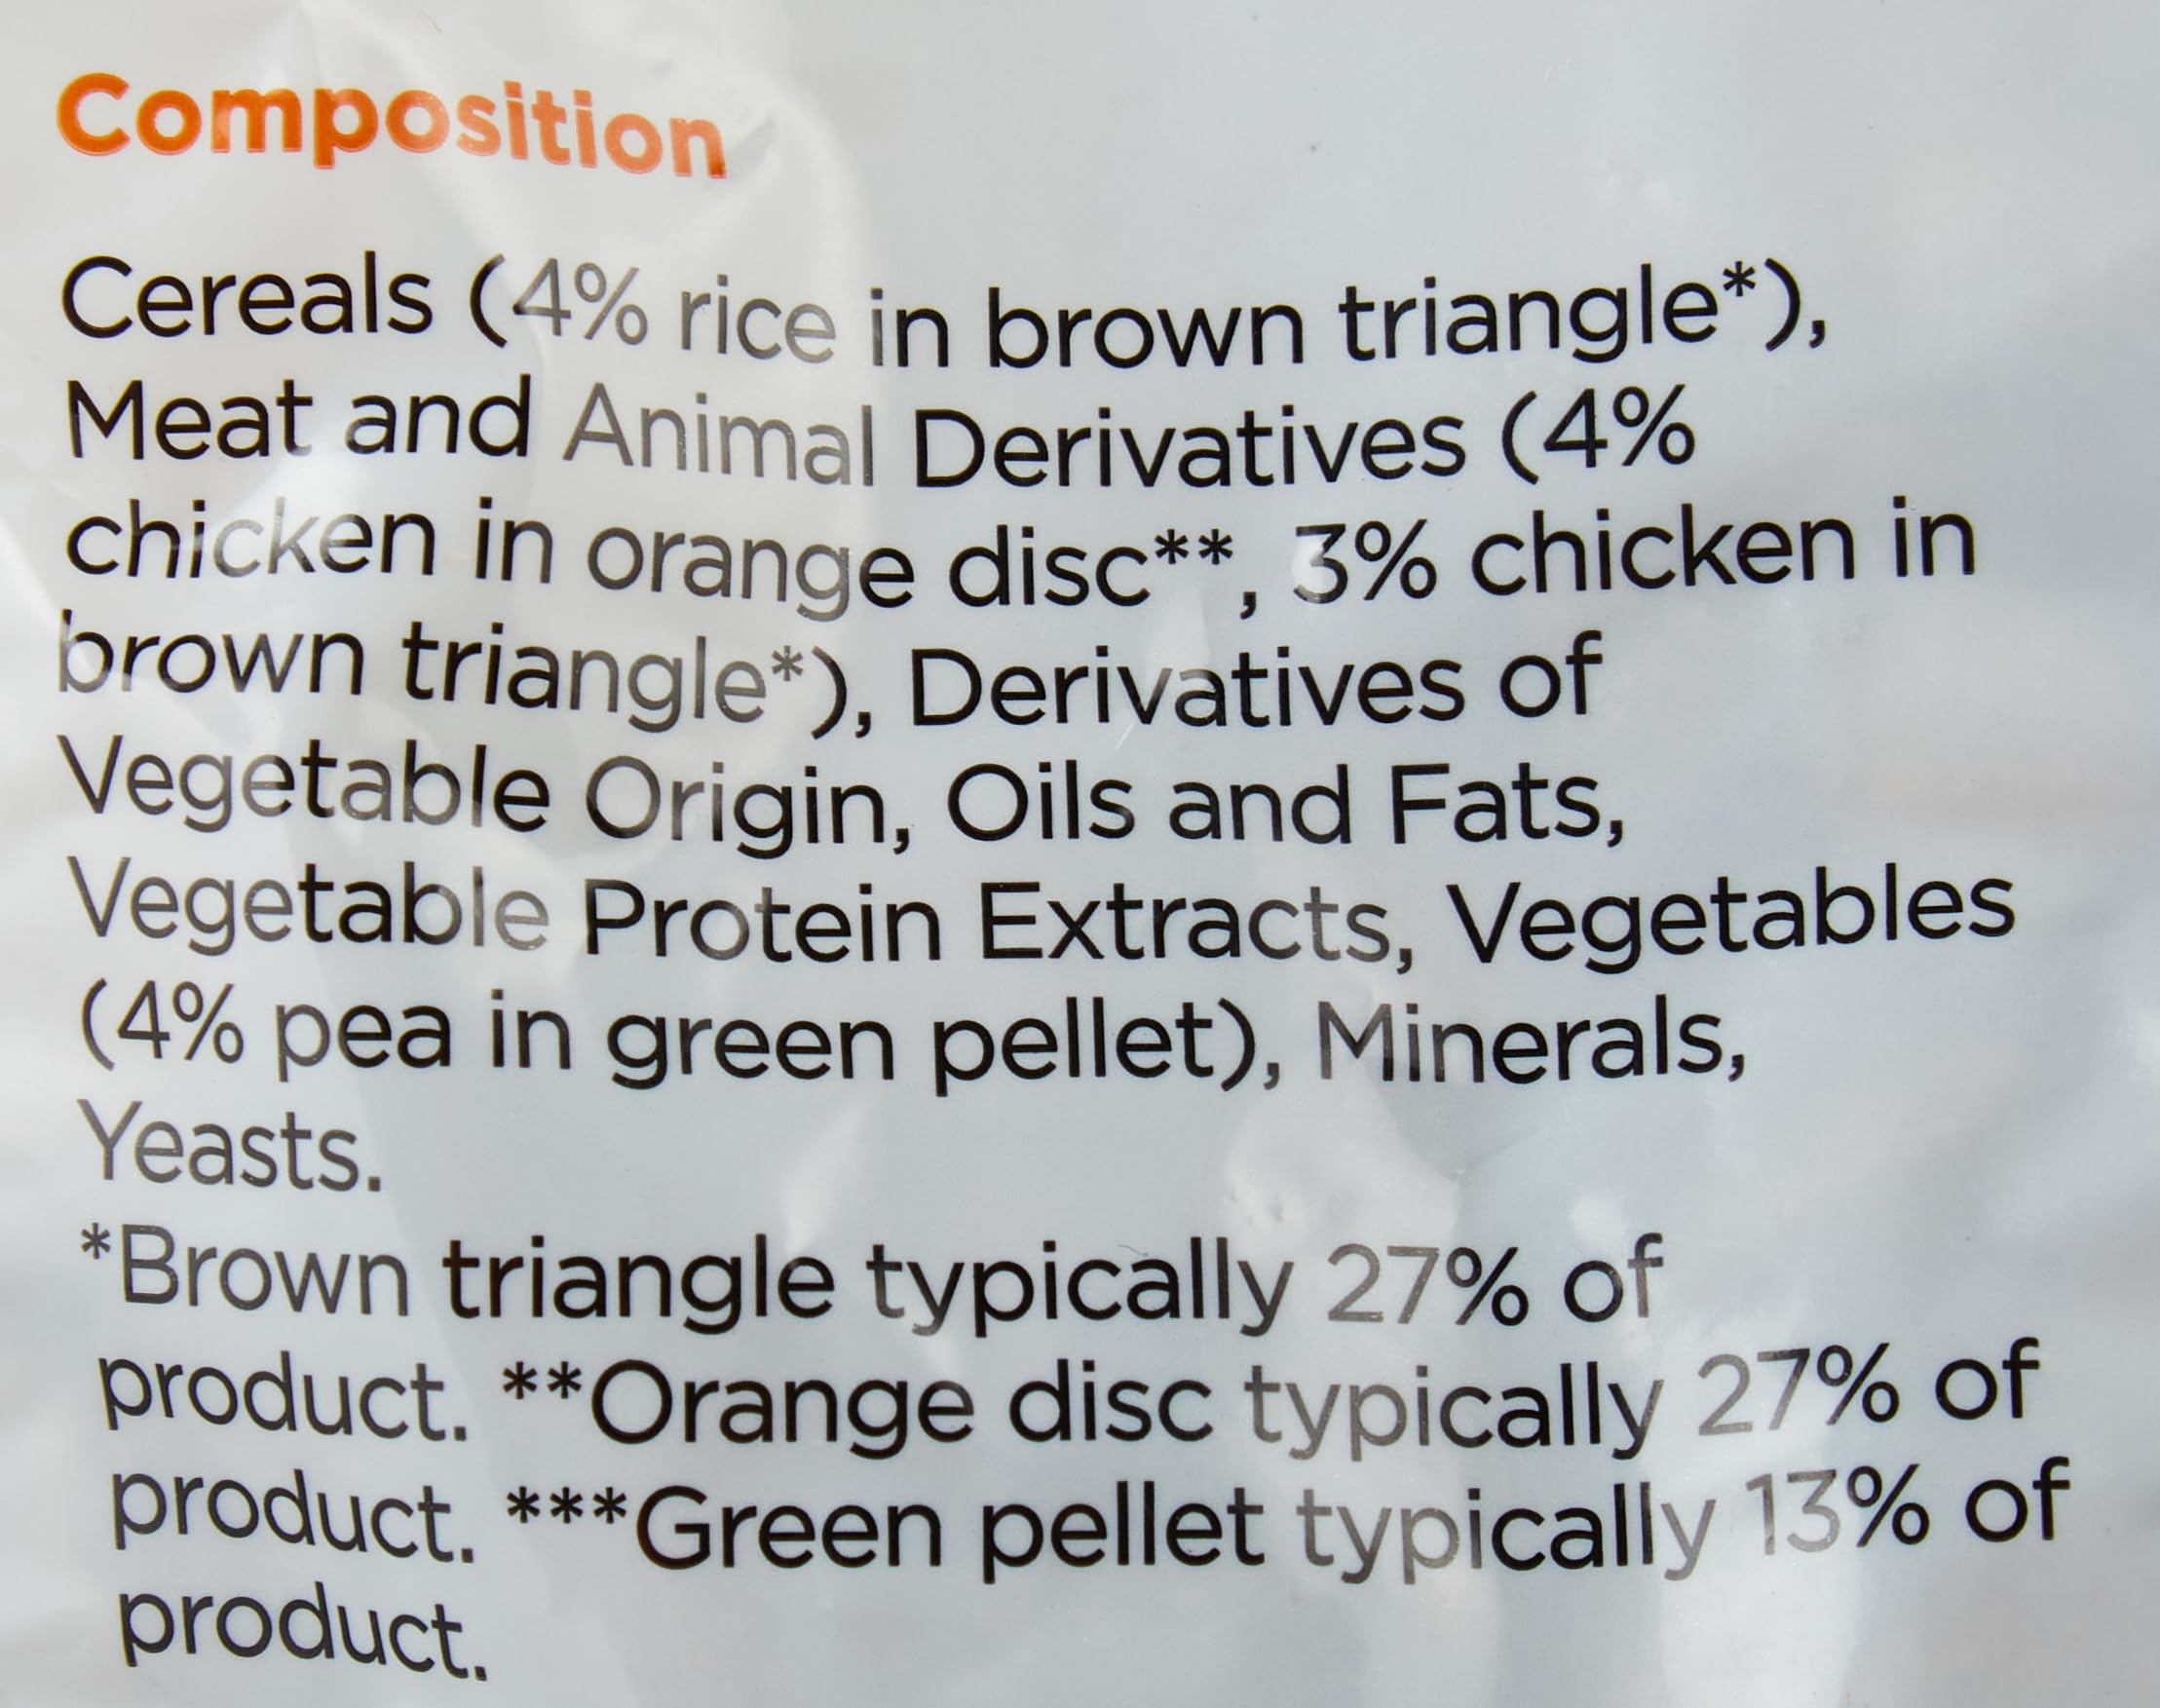 Composition
Cereals (4% rice in brown triangle*),
Meat and Animal Derivatives (4%
chicken in orange disc**, 3% chicken in
brown triangle*), Derivatives of
Vegetable Origin, Oils and Fats,
Vegetable Protein Extracts, Vegetables
(4% pea in green pellet), Minerals,
Yeasts.
*Brown triangle typically 27% of
product. **Orange disc typically 27% of
product. ***Green pellet typically 13% of
product.